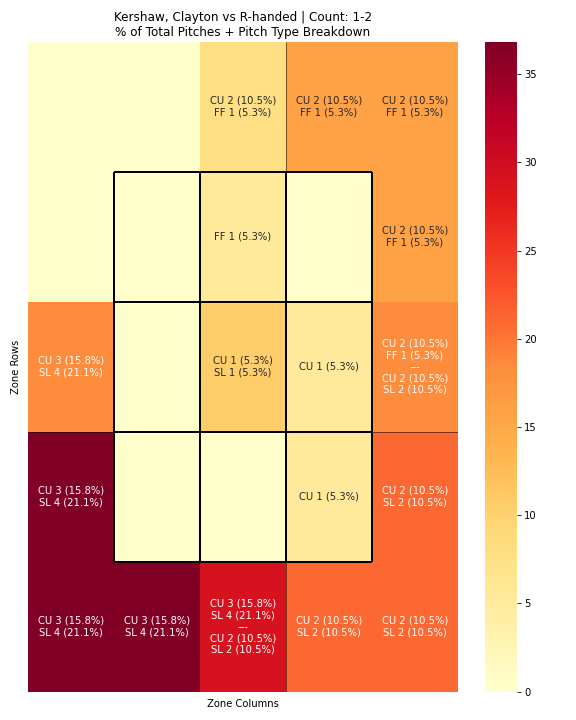 Kershaw, Clayton vs R-handed | Count: 1-2
% of Total Pitches + Pitch Type Breakdown
CU 2 (10.5%)
FF 1 (5.3%)
CU 2 (10.5%)
FF 1 (5.3%)
CU 2 (10.5%)
FF 1 (5.3%)
FF 1 (5.3%)
CU 2 (10.5%)
FF 1 (5.3%)
CU 3 (15.8%)
SL 4 (21.1%)
CU 1 (5.3%)
SL 1 (5.3%)
CU 1 (5.3%)
CU 2 (10.5%)
FF 1 (5.3%)
---
CU 2 (10.5%)
SL 2 (10.5%)
CU 3 (15.8%)
SL 4 (21.1%)
CU 1 (5.3%)
CU 2 (10.5%)
SL 2 (10.5%)
CU 3 (15.8%)
SL 4 (21.1%)
CU 3 (15.8%)
SL 4 (21.1%)
CU 3 (15.8%)
SL 4 (21.1%)
---
CU 2 (10.5%)
SL 2 (10.5%)
CU 2 (10.5%)
SL 2 (10.5%)
CU 2 (10.5%)
SL 2 (10.5%)
Zone Rows
Zone Columns
35
30
25
20
15
10
5
0